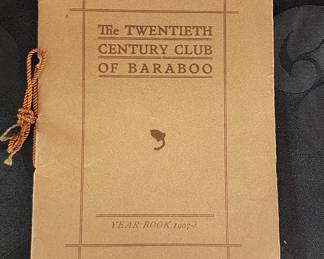 The TWENTIETH
CENTURY CLUB
OF BARABOO
YEAR BOOK 1907-8